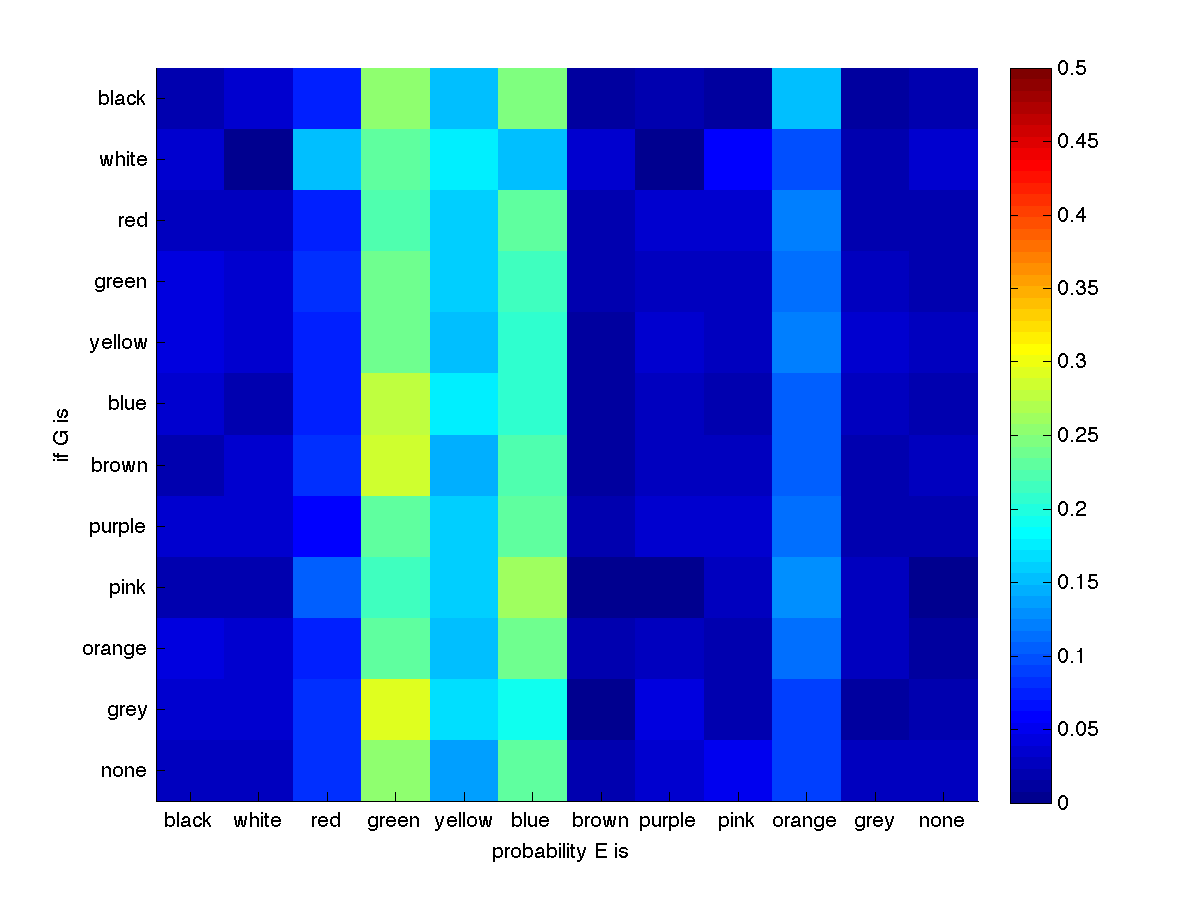 black
white
red
green
yellow
blue
brown
purple
pink
orange
grey
none
if G is
black white red green yellow blue brown purple pink orange grey none
probability E is
0.5
0.45
0.4
0.35
0.3
0.25
0.2
0.15
0.1
0.05
0